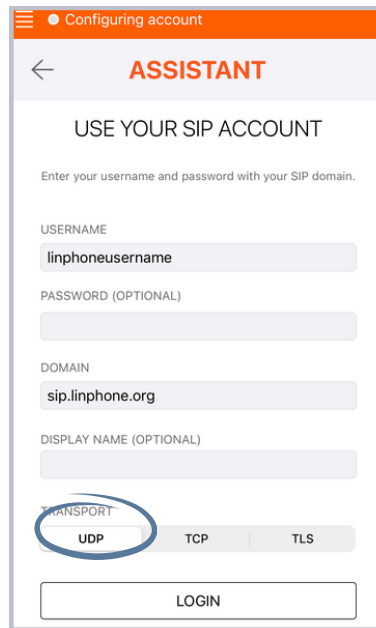 Configuring account
ASSISTANT
USE YOUR SIP ACCOUNT
Enter your username and password with your SIP domain.
USERNAME
linphoneusername
PASSWORD (OPTIONAL)
DOMAIN
sip.linphone.org
DISPLAY NAME (OPTIONAL)
TRANSPORT
UDP TCP TLS
LOGIN